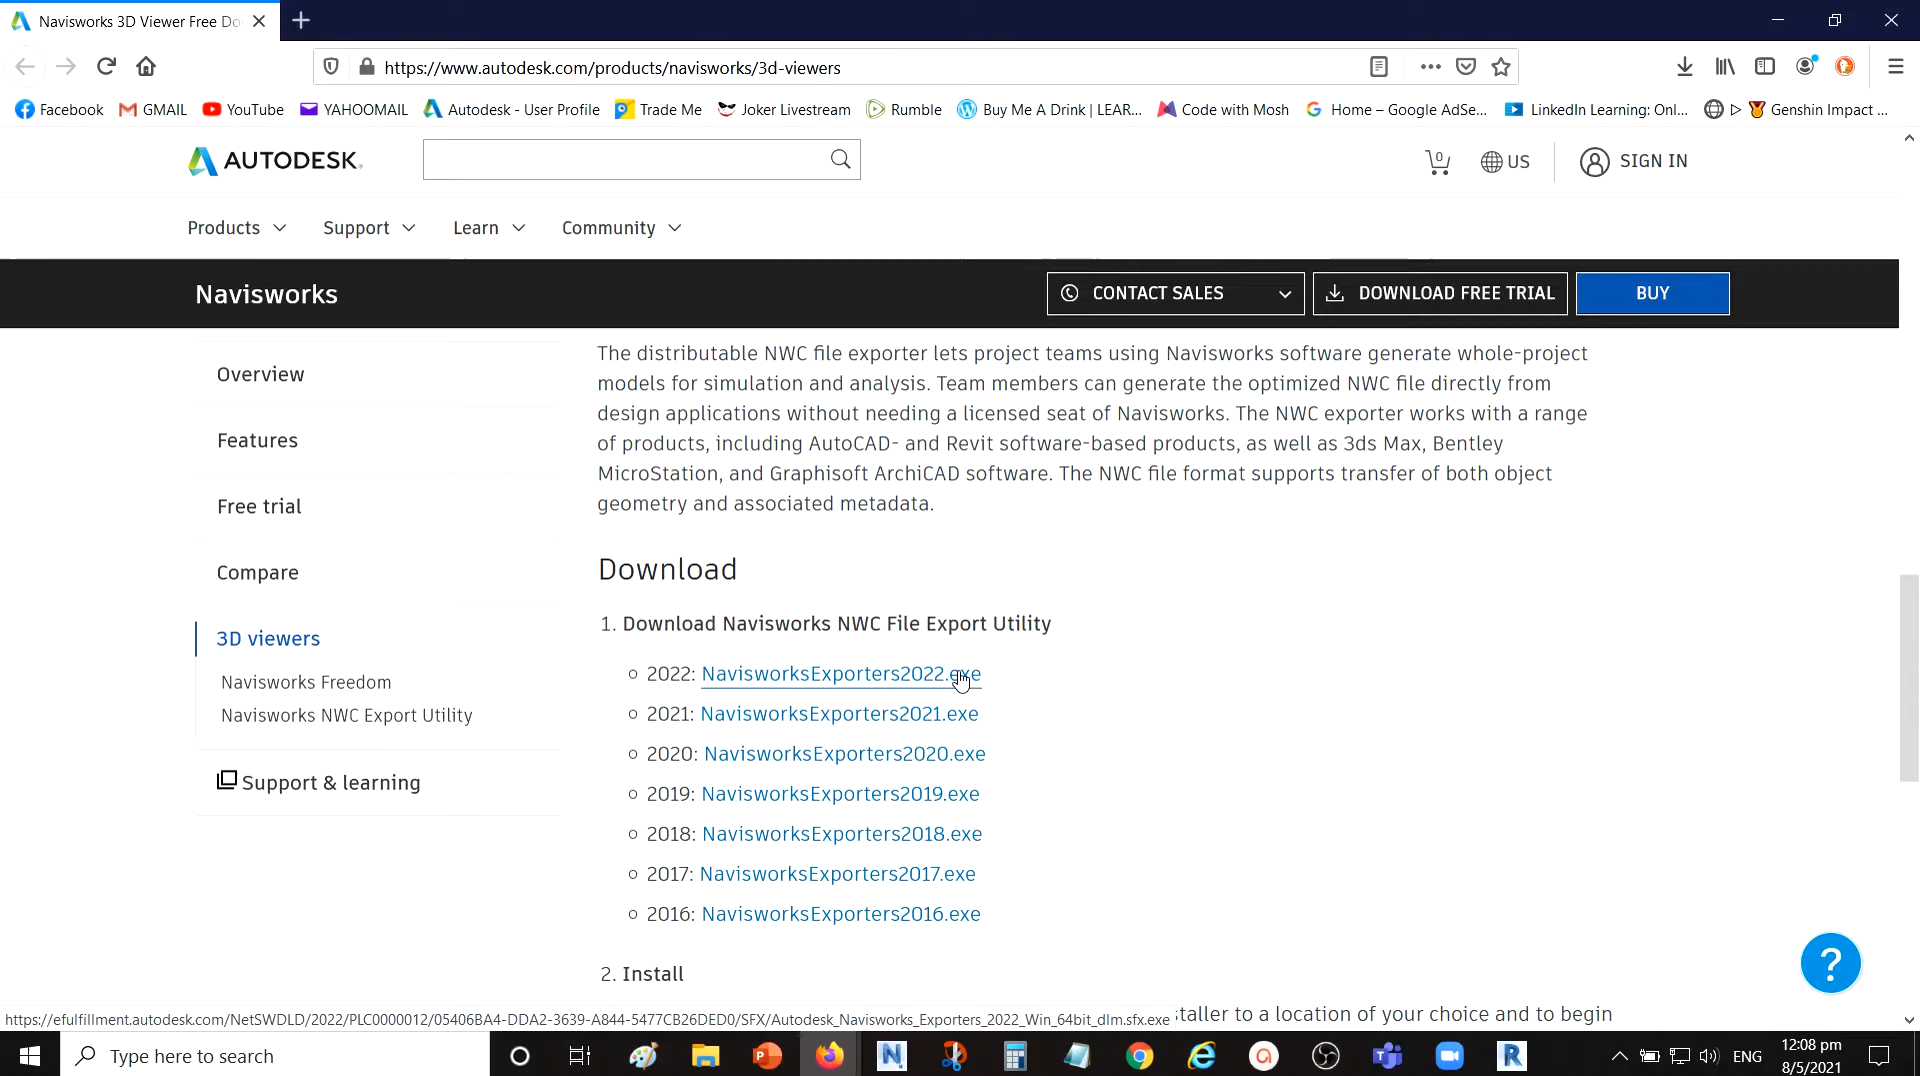 Navisworks 3D Viewer Free Do
https://www.autodesk.com/products/navisworks/3d-viewers
Facebook GMAIL YouTube YAHOOMAIL Autodesk - User Profile Trade Me Joker Livestream Rumble Buy Me A Drink | LEAR... Code with Mosh Home – Google AdSe... LinkedIn Learning: Onl... Genshin Impact ...
AUTODESK.
0
US
SIGN IN
Products Support Learn Community
Navisworks
CONTACT SALES
DOWNLOAD FREE TRIAL
BUY
Overview
Features
Free trial
Compare
3D viewers
Navisworks Freedom
Navisworks NWC Export Utility
Support & learning
The distributable NWC file exporter lets project teams using Navisworks software generate whole-project
models for simulation and analysis. Team members can generate the optimized NWC file directly from
design applications without needing a licensed seat of Navisworks. The NWC exporter works with a range
of products, including AutoCAD- and Revit software-based products, as well as 3ds Max, Bentley
MicroStation, and Graphisoft ArchiCAD software. The NWC file format supports transfer of both object
geometry and associated metadata.
Download
1. Download Navisworks NWC File Export Utility
2022: NavisworksExporters2022.exe
2021: NavisworksExporters2021.exe
2020: NavisworksExporters2020.exe
2019: NavisworksExporters2019.exe
2018: NavisworksExporters2018.exe
2017: NavisworksExporters2017.exe
2016: NavisworksExporters2016.exe
2. Install
taller to a location of your choice and to begin
?
https://efulfillment.autodesk.com/NetSWDLD/2022/PLC0000012/05406BA4-DDA2-3639-A844-5477CB26DED0/SFX/Autodesk_Navisworks_Exporters_2022_Win_64bit_dlm.sfx.exe
Type here to search
ENG
12:08 pm
8/5/2021